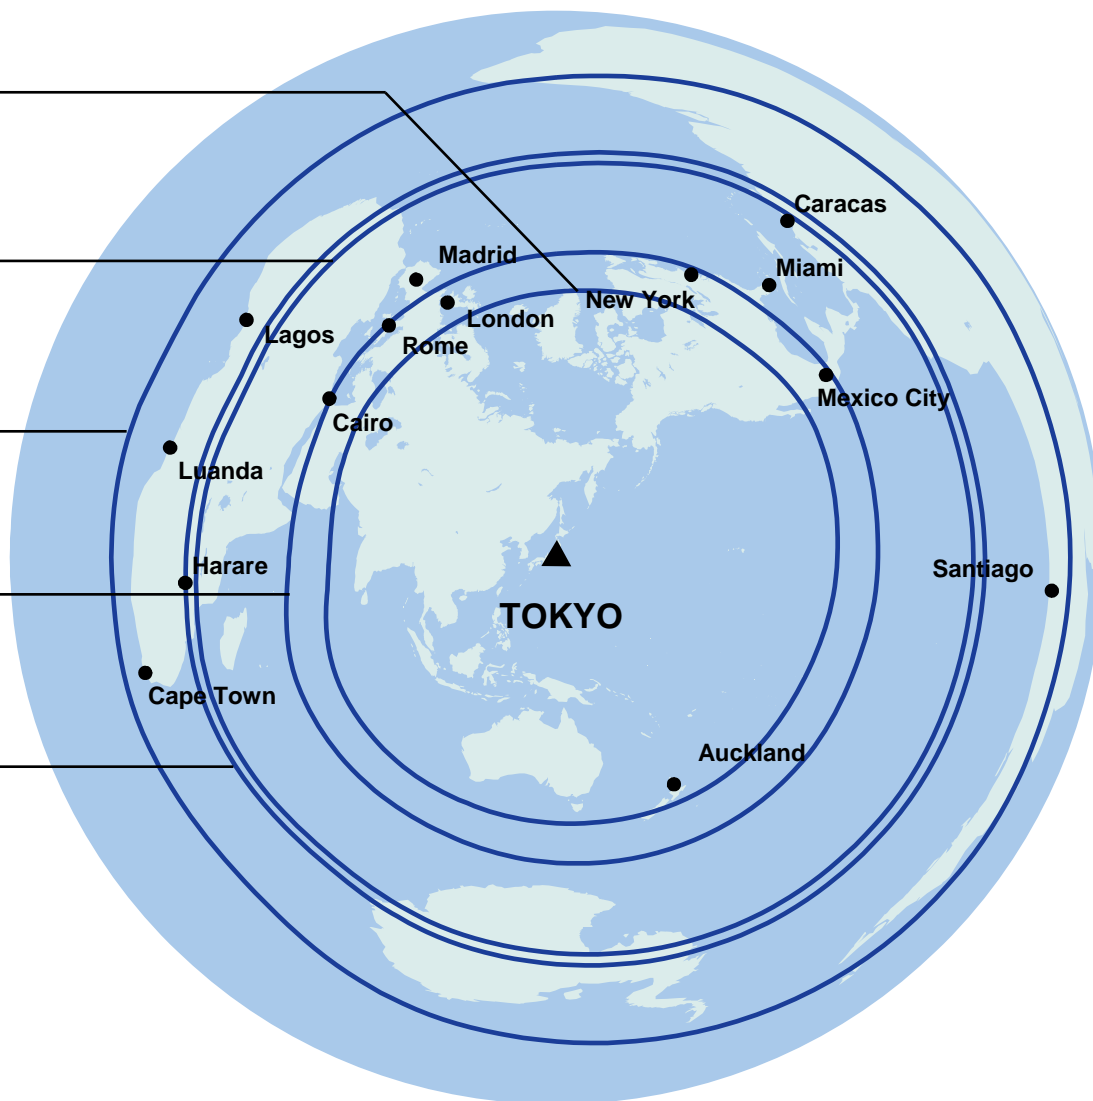 Caracas
Madrid
Miami
New York
London
Lagos
Rome
Mexico City
Cairo
Luanda
Harare
Santiago
TOKYO
Cape Town
Auckland